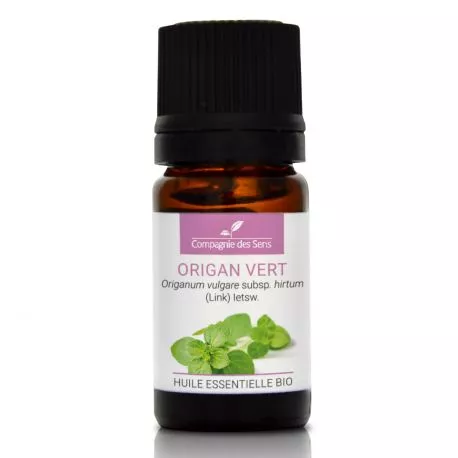 Compagnie des Sens
ORIGAN VERT
Origanum vulgare subsp. hirtum
(Link) letsw.
HUILE ESSENTIELLE BIO